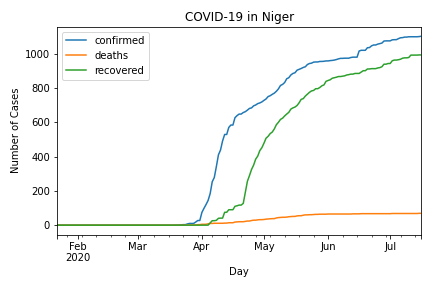 COVID-19 in Niger
confirmed
deaths
recovered
Number of Cases
1000
800
600
400
200
0
Feb Mar Apr May Jun Jul
2020
Day